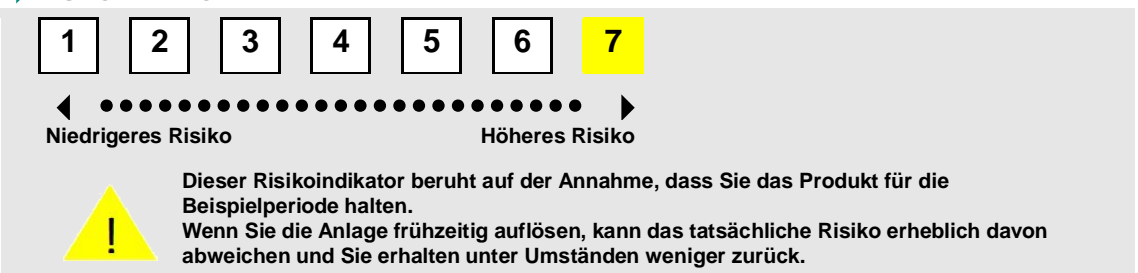 1 2 3 4 5 6 7
Niedrigeres Risiko Höheres Risiko
Dieser Risikoindikator beruht auf der Annahme, dass Sie das Produkt für die
Beispielperiode halten.
Wenn Sie die Anlage frühzeitig auflösen, kann das tatsächliche Risiko erheblich davon
abweichen und Sie erhalten unter Umständen weniger zurück.
!